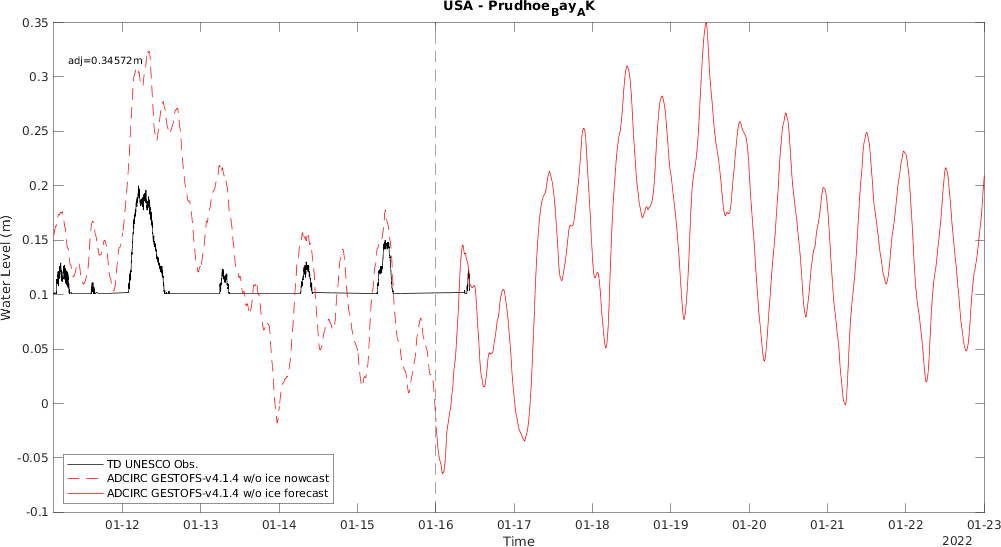 USA - Prudhoe_Bay_AK
0.35
0.3
0.25
0.2
0.15
0.1
0.05
0
-0.05
-0.1
Water Level (m)
adj=0.34572m
TD UNESCO Obs.
ADCIRC GESTOFS-v4.1.4 w/o ice nowcast
ADCIRC GESTOFS-v4.1.4 w/o ice forecast
01-12 01-13 01-14 01-15 01-16 01-17 01-18 01-19 01-20 01-21 01-22 01-23
Time
2022